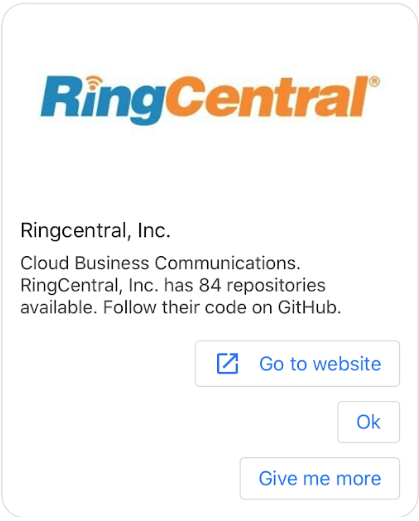 RingCentral®
Ringcentral, Inc.
Cloud Business Communications.
RingCentral, Inc. has 84 repositories
available. Follow their code on GitHub.
Go to website
Ok
Give me more